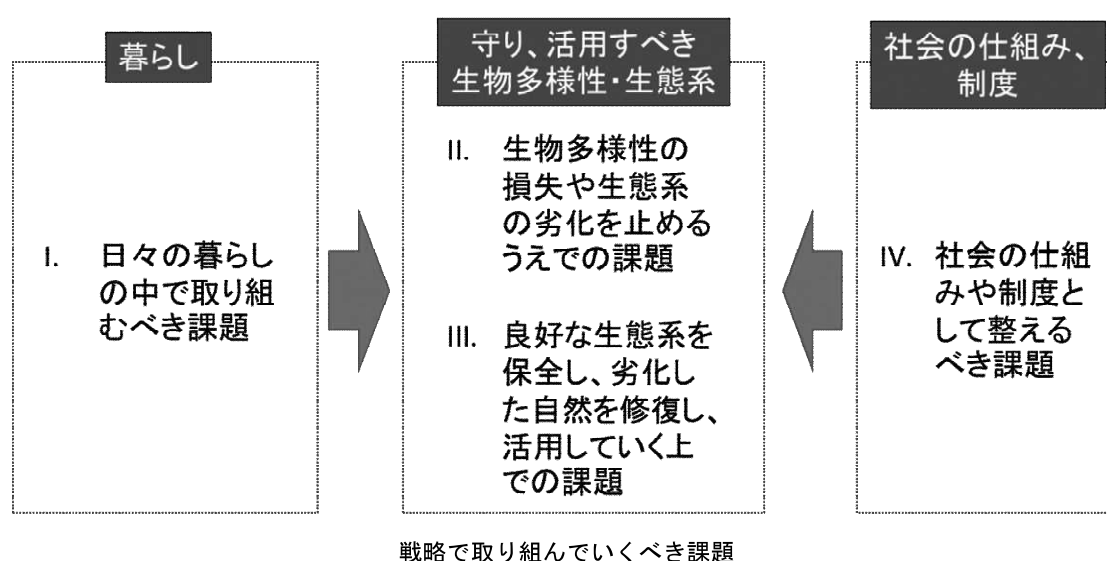 暮らし
I. 日々の暮らし
の中で取り組
むべき課題
守り、活用すべき
生物多様性・生態系
II. 生物多様性の
損失や生態系
の劣化を止める
うえでの課題
III. 良好な生態系を
保全し、劣化し
た自然を修復し、
活用していく上
での課題
社会の仕組み、
制度
IV. 社会の仕組
みや制度と
して整える
べき課題
戦略で取り組んでいくべき課題